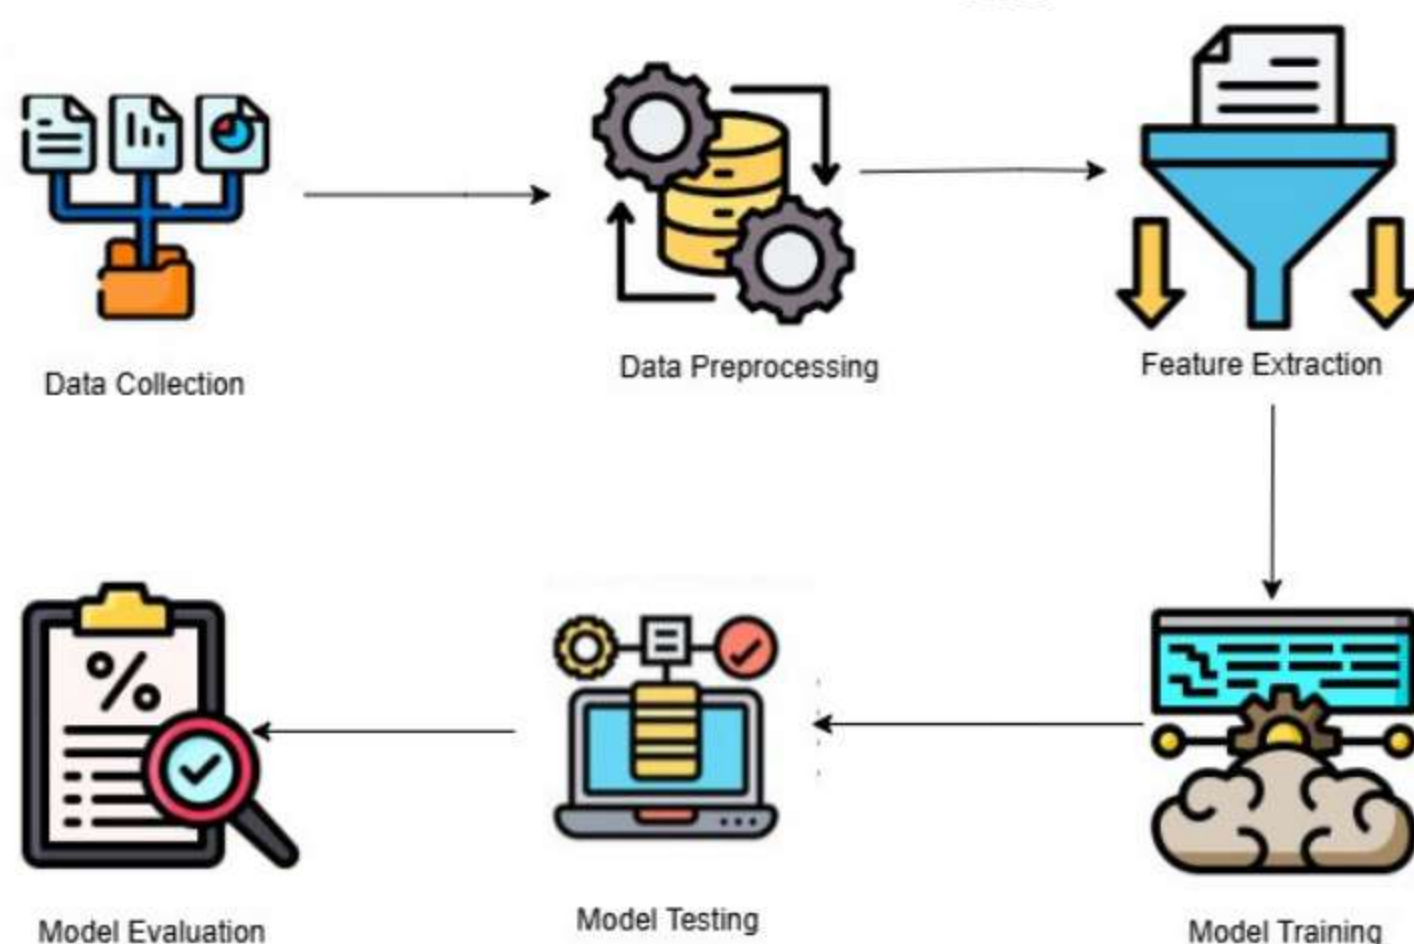 Data Collection
Data Preprocessing
Feature Extraction
Model Evaluation
Model Testing
Model Training